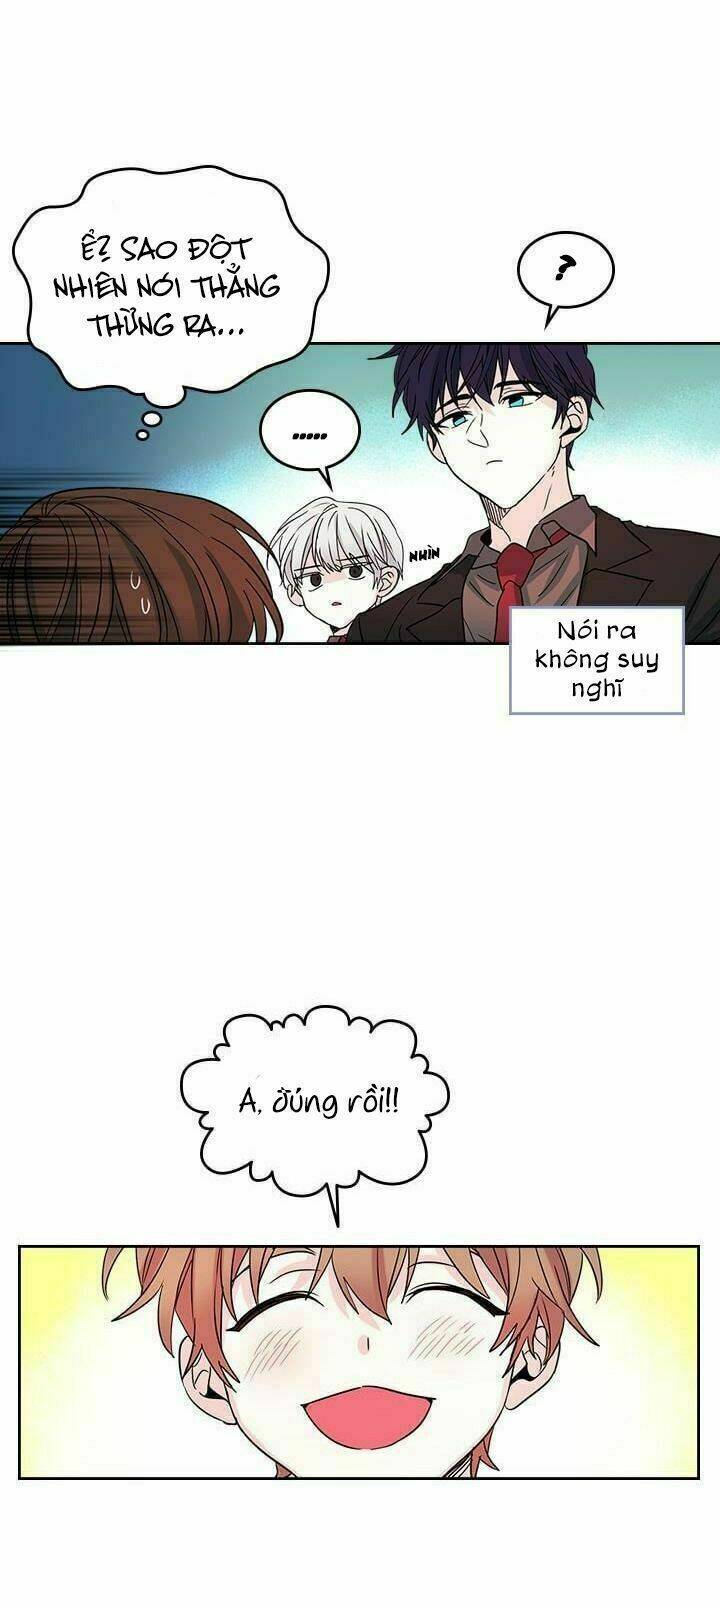 Ể? SAO ĐỘT
NHIÊN NÓI THẲNG
THỪNG RA...
?
.....
NHÌN
Nói ra
không suy
nghĩ
A, đúng rồi!!